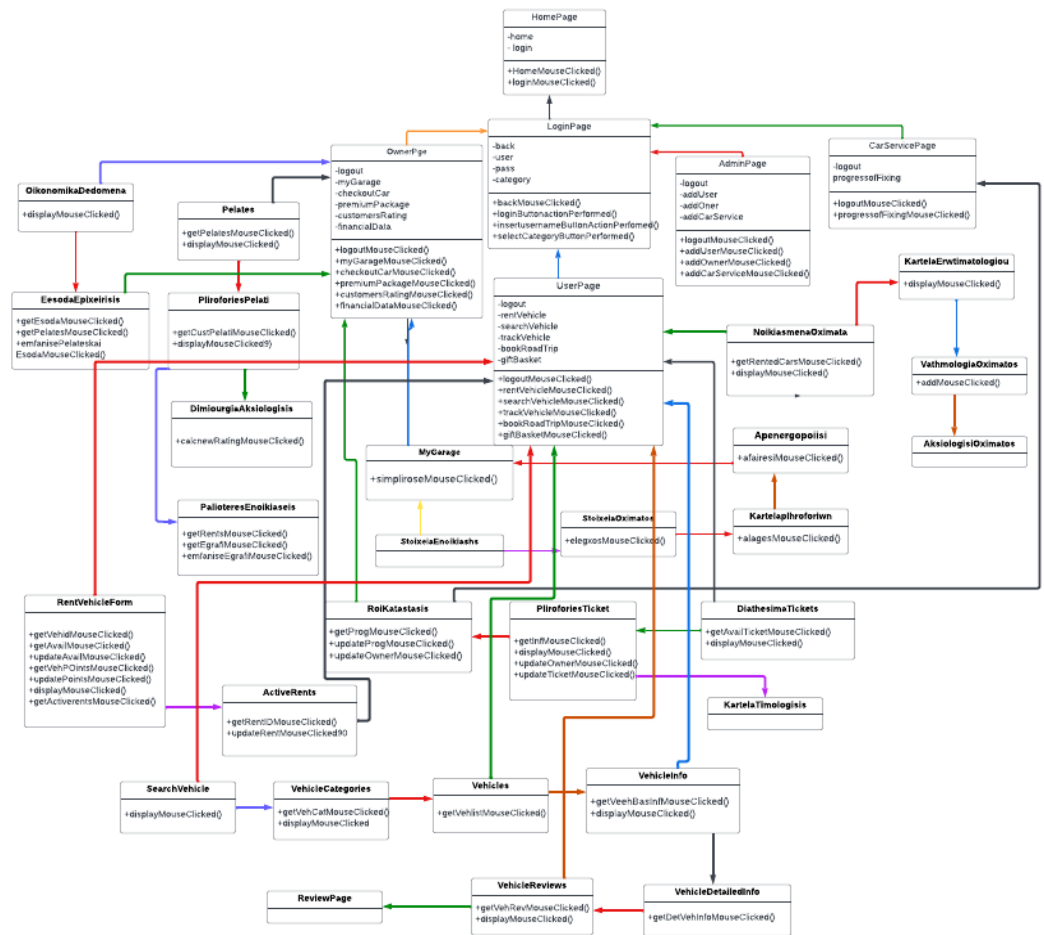 HomePage
-home
- login
+HomeMouseClicked()
+loginMouseClicked()
LoginPage
-back
-user
-pass
-category
+backMouseClicked()
+loginButtonactionPerformed()
+insertusernameButtonActionPerfomed()
+selectCategoryButtonPerformed()
OwnerPge
-logout
-myGarage
-checkoutCar
-premiumPackage
-customersRating
-financialData
+logoutMouseClicked()
+myGarageMouseClicked()
+checkoutCarMouseClicked()
+premiumPackageMouseClicked()
+customersRatingMouseClicked()
+financialDataMouseClicked()
AdminPage
-logout
-addUser
-addOner
-addCarService
+logoutMouseClicked()
+addUserMouseClicked()
+addOwnerMouseClicked()
+addCarServiceMouseClicked()
CarServicePage
-logout
progressofFixing
+logoutMouseClicked()
+progressofFixingMouseClicked()
OikonomikaDedomena
+displayMouseClicked()
Pelates
+getPelatesMouseClicked()
+displayMouseClicked()
EesodaEpixeirisis
+getEsodaMouseClicked()
+getPelatesMouseClicked()
+emfanisePelateskai
EsodaMouseClicked()
PliroforiesPelati
+getCustPelatiMouseClicked()
+displayMouseClicked9)
UserPage
-logout
-rentVehicle
-searchVehicle
-trackVehicle
-bookRoadTrip
-giftBasket
+logoutMouseClicked()
+rentVehicleMouseClicked()
+searchVehicleMouseClicked()
+trackVehicleMouseClicked()
+bookRoadTripMouseClicked()
+giftBasketMouseClicked()
KartelaErwtimatologiou
+displayMouseClicked()
NoikiasmenaOximata
+getRentedCarsMouseClicked()
+displayMouseClicked()
VathmologiaOximatos
+addMouseClicked()
DimiourgiaAksiologisis
+calcnewRatingMouseClicked()
AksiologisiOximatos
Apenergopoiisi
+afairesiMouseClicked()
MyGarage
+simpliroseMouseClicked()
PalioteresEnoikiaseis
+getRentsMouseClicked()
+getEgrafiMouseClicked()
+emfaniseEgrafiMouseClicked()
StoixeiaOximatos
+elegxosMouseClicked()
Kartelaplhroforiwn
+alagesMouseClicked()
StoixeiaEnoikiashs
RentVehicleForm
+getVehidMouseClicked()
+getAvailMouseClicked()
+updateAvailMouseClicked()
+getVehPOintsMouseClicked()
+updatePointsMouseClicked()
+displayMouseClicked()
+getActiverentsMouseClicked()
RoiKatastasis
+getProgMouseClicked()
+updateProgMouseClicked()
+updateOwnerMouseClicked()
PliroforiesTicket
+getInfMouseClicked()
+displayMouseClicked()
+updateOwnerMouseClicked()
+updateTicketMouseClicked()
DiathesimaTickets
+getAvailTicketMouseClicked()
+displayMouseClicked()
ActiveRents
+getRentIDMouseClicked()
+updateRentMouseClicked90
KartelaTimologisis
SearchVehicle
+displayMouseClicked()
VehicleCategories
+getVehCatMouseClicked()
+displayMouseClicked
Vehicles
+getVehlistMouseClicked()
VehicleInfo
+getVeehBasInfMouseClicked()
+displayMouseClicked()
ReviewPage
VehicleReviews
+getVehRevMouseClicked()
+displayMouseClicked()
VehicleDetailedInfo
+getDetVehInfoMouseClicked()